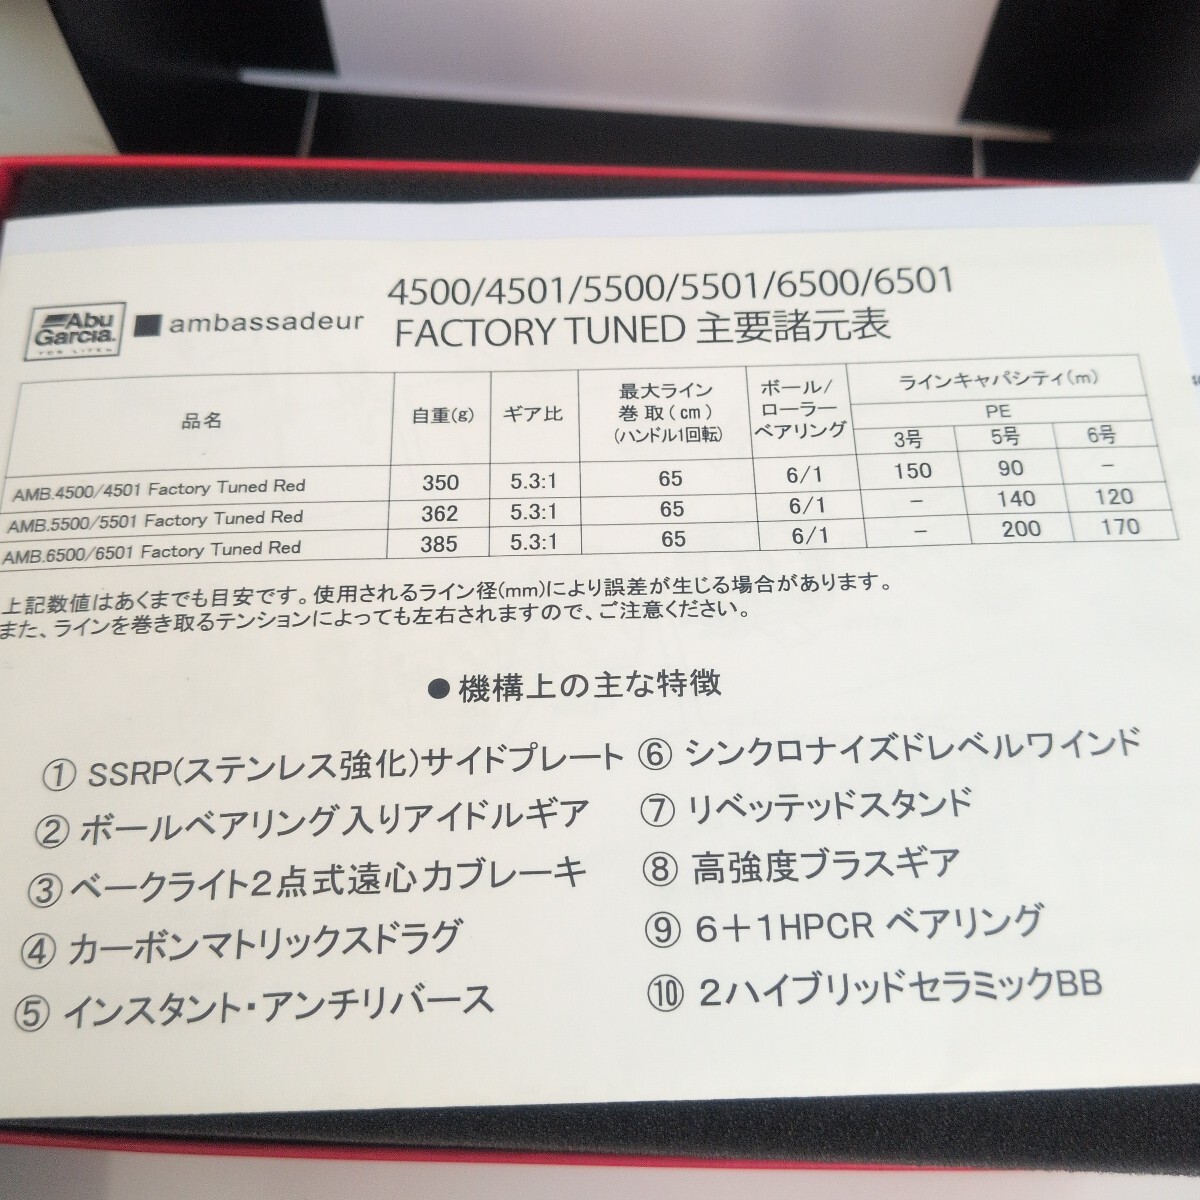 4500/4501/5500/5501/6500/6501
Abu Garcia.
FOR LIFE.
ambassadeur
FACTORY TUNED 主要諸元表
品名 自重(g) ギア比 最大ライン巻取(cm)(ハンドル1回転) ボール/ローラーベアリング ラインキャパシティ(m)
PE
3号 5号 6号
AMB.4500/4501 Factory Tuned Red 350 5.3:1 65 6/1 150 90 −
AMB.5500/5501 Factory Tuned Red 362 5.3:1 65 6/1 − 140 120
AMB.6500/6501 Factory Tuned Red 385 5.3:1 65 6/1 − 200 170
上記数値はあくまでも目安です。使用されるライン径(mm)により誤差が生じる場合があります。
また、ラインを巻き取るテンションによっても左右されますので、ご注意ください。
●機構上の主な特徴
① SSRP(ステンレス強化)サイドプレート
② ボールベアリング入りアイドルギア
③ ベークライト2点式遠心力ブレーキ
④ カーボンマトリックスドラグ
⑤ インスタント・アンチリバース
⑥ シンクロナイズドレベルワインド
⑦ リベッテッドスタンド
⑧ 高強度ブラスギア
⑨ 6+1HPCR ベアリング
⑩ 2ハイブリッドセラミックBB